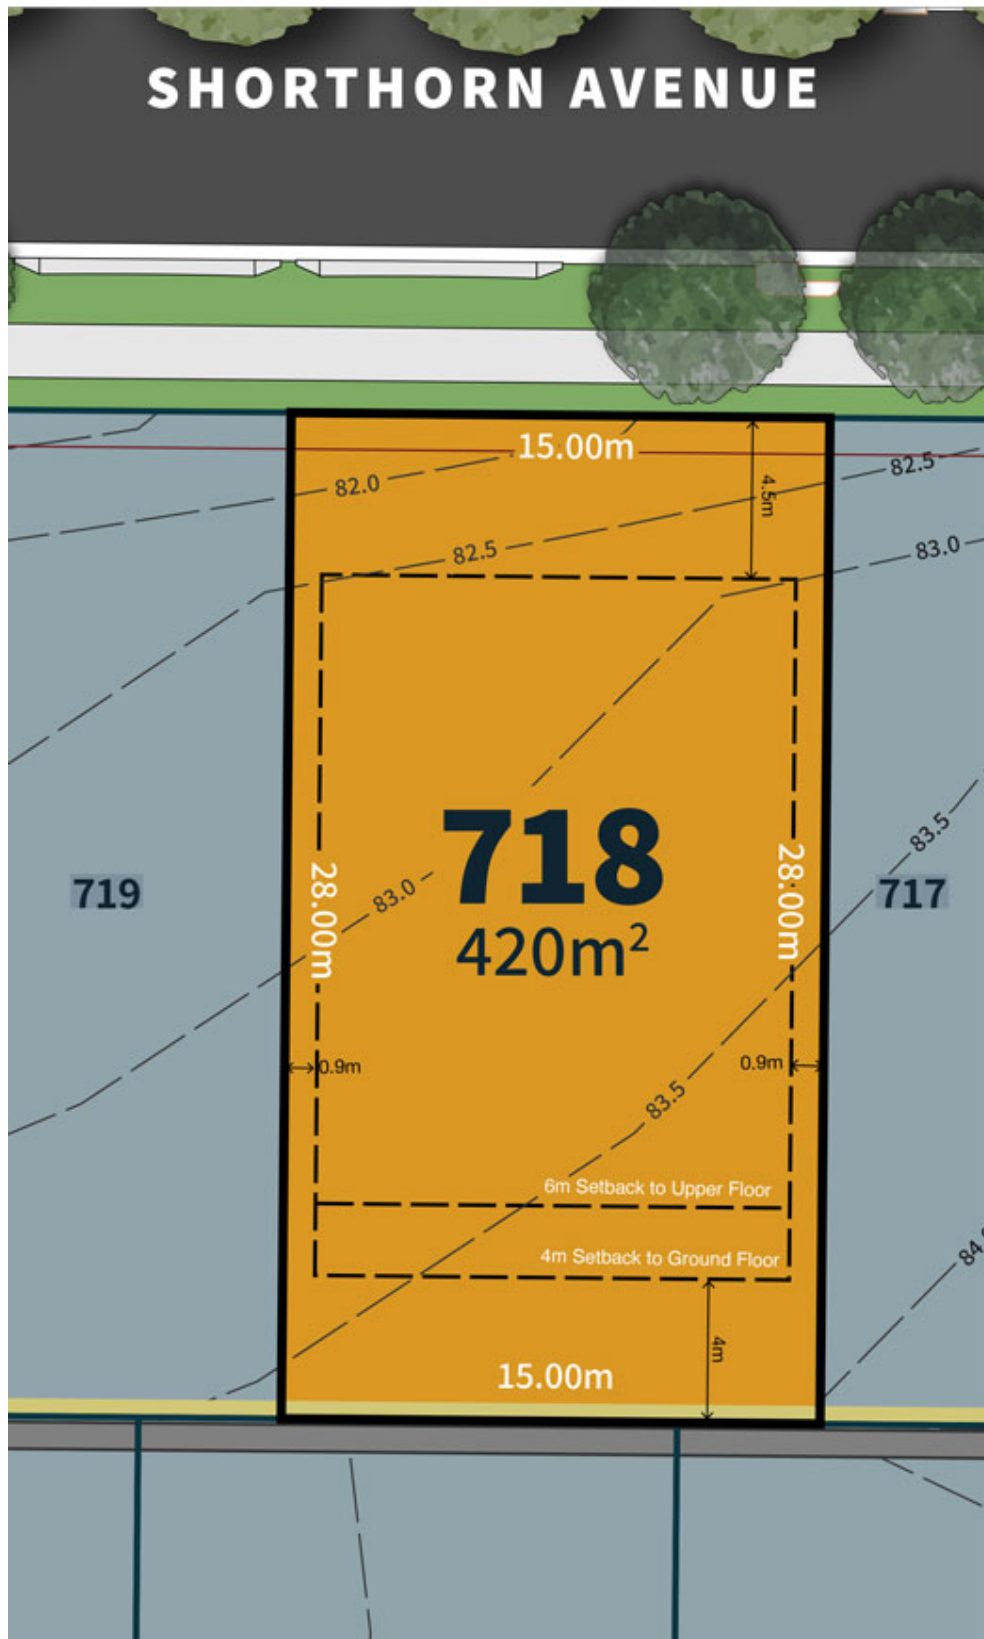 SHORTHORN AVENUE
15.00m
82.0
4.5m
82.5
82.5
83.0
718
420m²
719
717
83.5
28.00m
28.00m
83.0
0.9m
0.9m
83.5
6m Setback to Upper Floor
4m Setback to Ground Floor
4m
15.00m